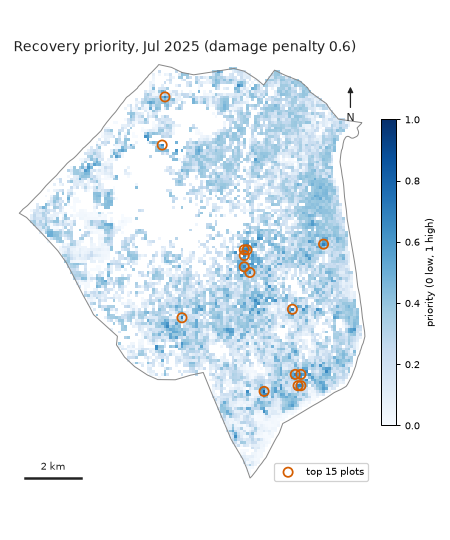 Recovery priority, Jul 2025 (damage penalty 0.6)
N
1.0
0.8
0.6
0.4
0.2
0.0
priority (0 low, 1 high)
2 km
top 15 plots